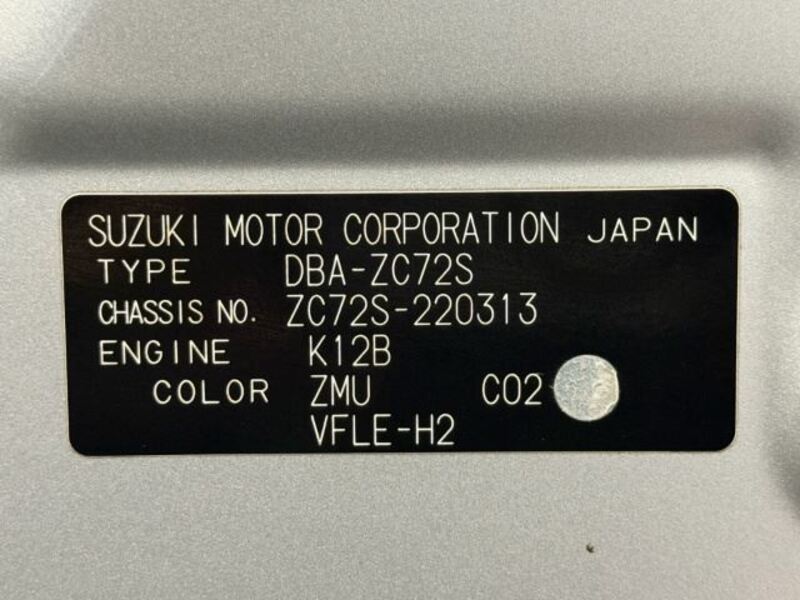 SUZUKI MOTOR CORPORATION JAPAN
TYPE DBA-ZC72S
CHASSIS NO. ZC72S-220313
ENGINE K12B
COLOR ZMU C02
VFLE-H2